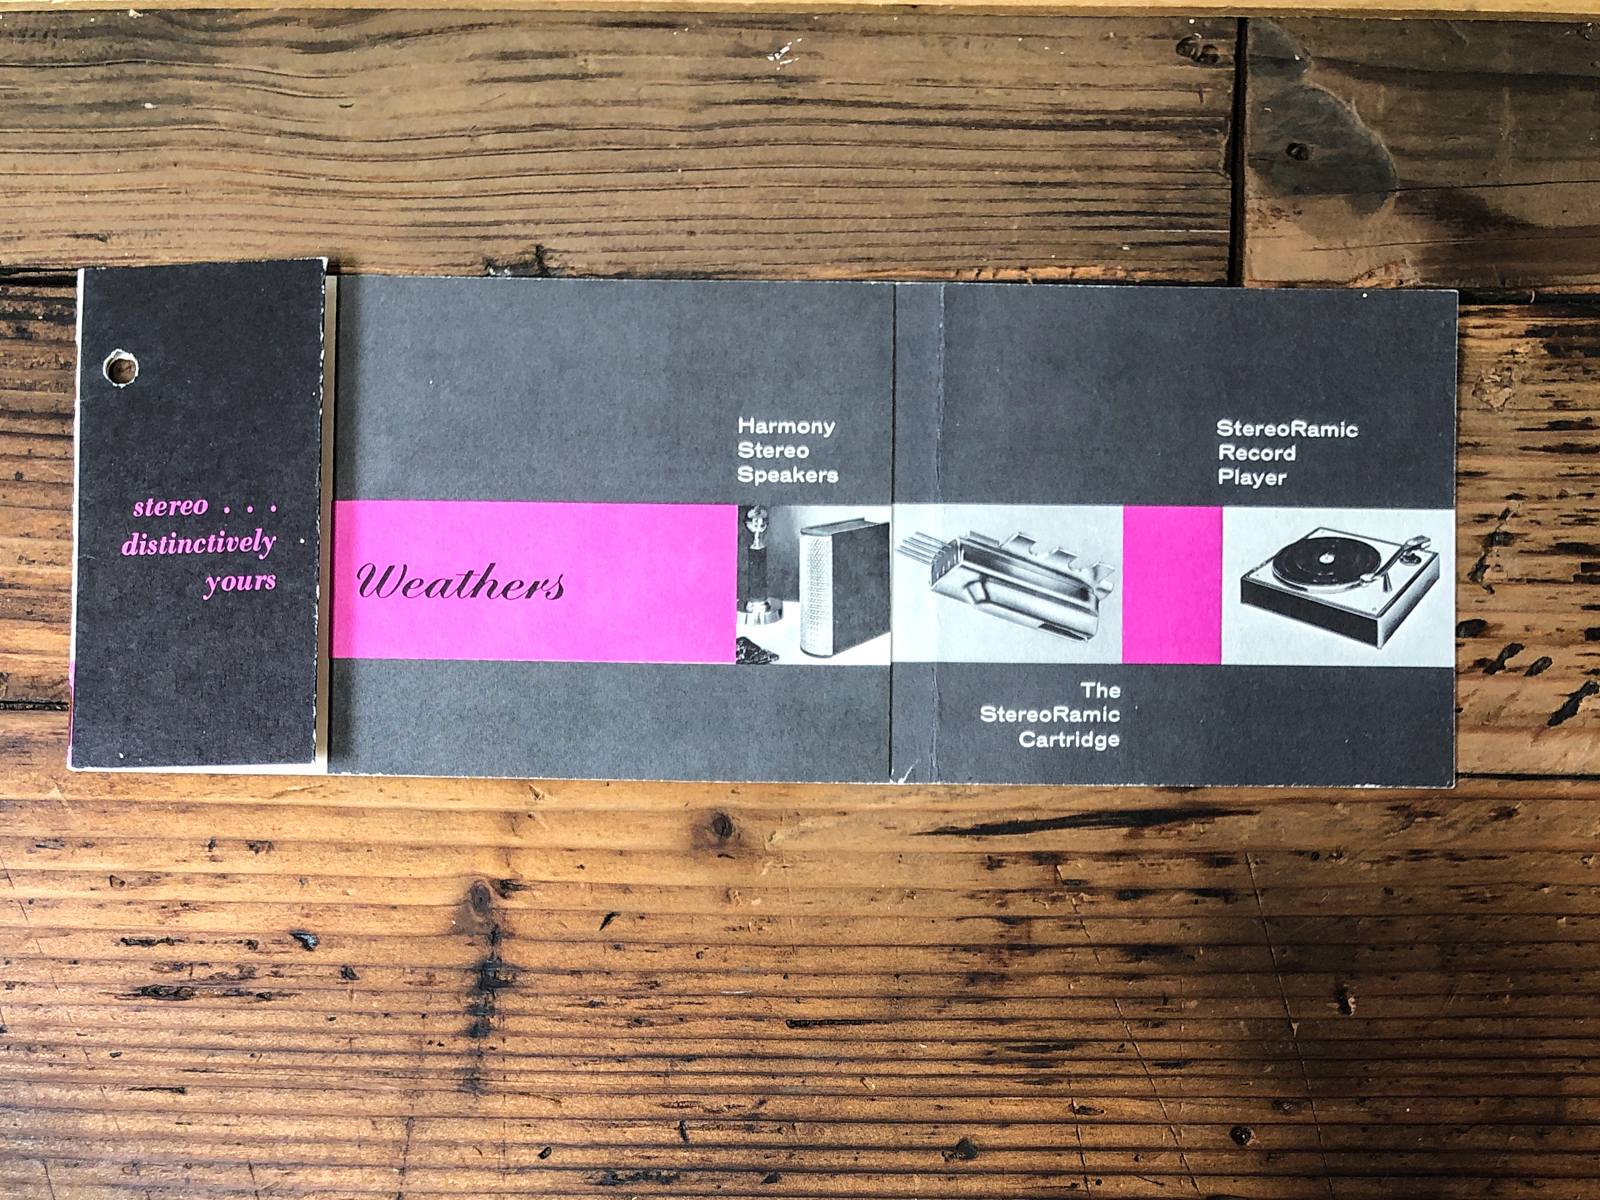 stereo . . .
distinctively
yours
Weathers
Harmony
Stereo
Speakers
The
StereoRamic
Cartridge
StereoRamic
Record
Player